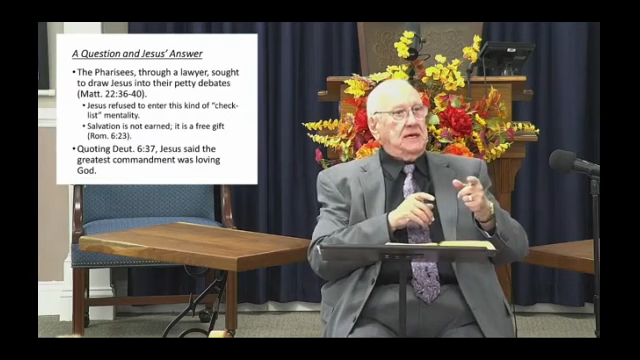 A Question and Jesus' Answer
• The Pharisees, through a lawyer, sought
to draw Jesus into their petty debates
(Matt. 22:36-40).
• Jesus refused to enter this kind of "check-
list" mentality.
• Salvation is not earned; it is a free gift
(Rom. 6:23).
• Quoting Deut. 6:37, Jesus said the
greatest commandment was loving
God.